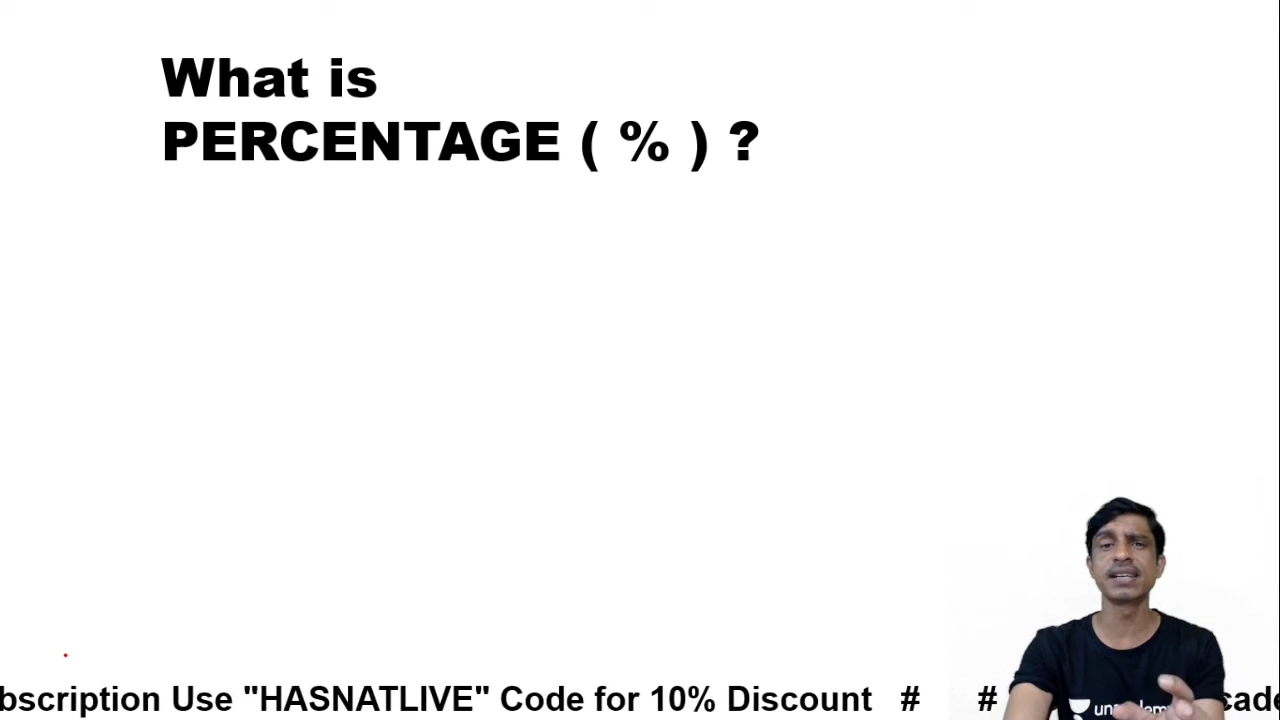 What is
PERCENTAGE ( % ) ?
bscription Use "HASNATLIVE" Code for 10% Discount # #